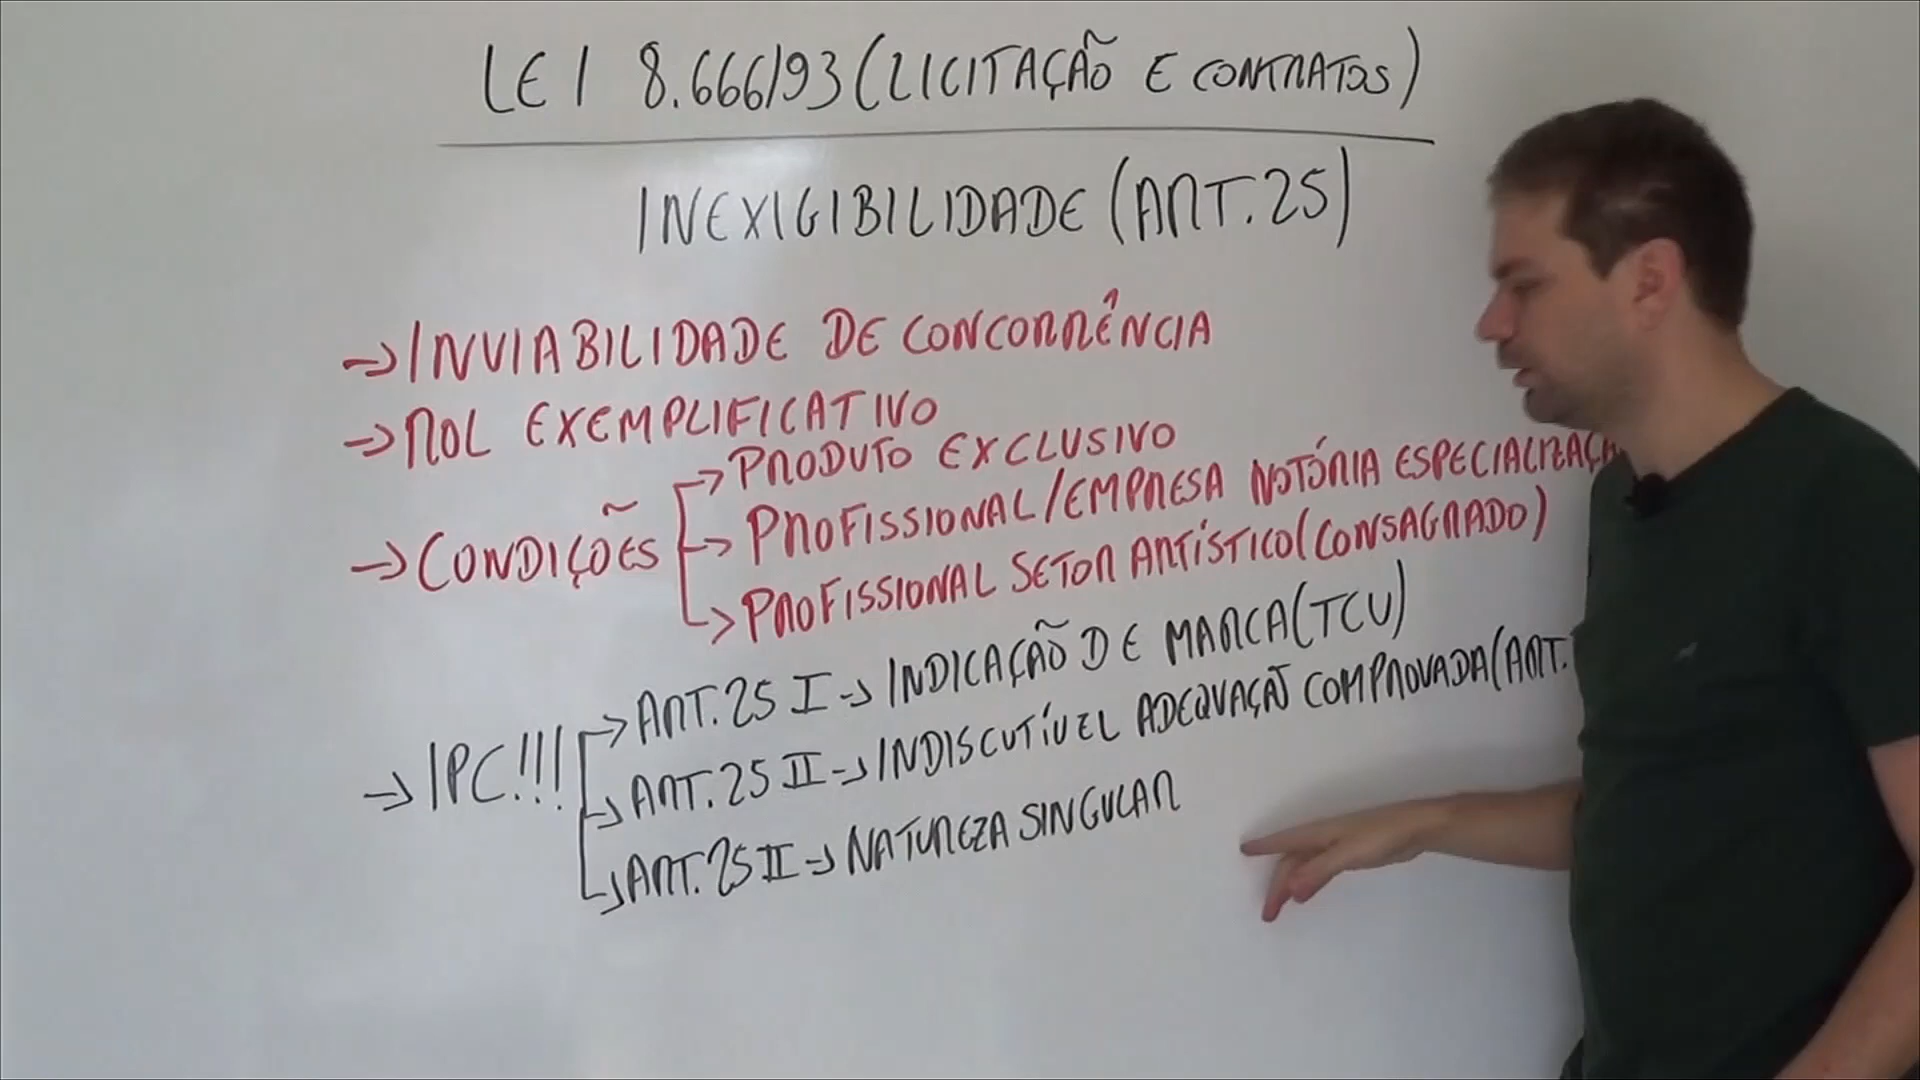 LEI 8.666/93 (LICITAÇÃO E CONTRATOS)
INEXIGIBILIDADE (ART.25)
→ INVIABILIDADE DE CONCORRÊNCIA
→ ROL EXEMPLIFICATIVO
→ PRODUTO EXCLUSIVO
→ CONDIÇÕES → PROFISSIONAL/EMPRESA NOTÓRIA
→ PROFISSIONAL SETOR ARTÍSTICO (CONSAGRADO)
→ IPC!!! → ART.25 I → INDICAÇÃO DE MARCA (TCU)
→ ART.25 II → INDISCUTÍVEL ADEQUAÇÃO COMPROVADA (ART.
→ ART.25 II → NATUREZA SINGULAR